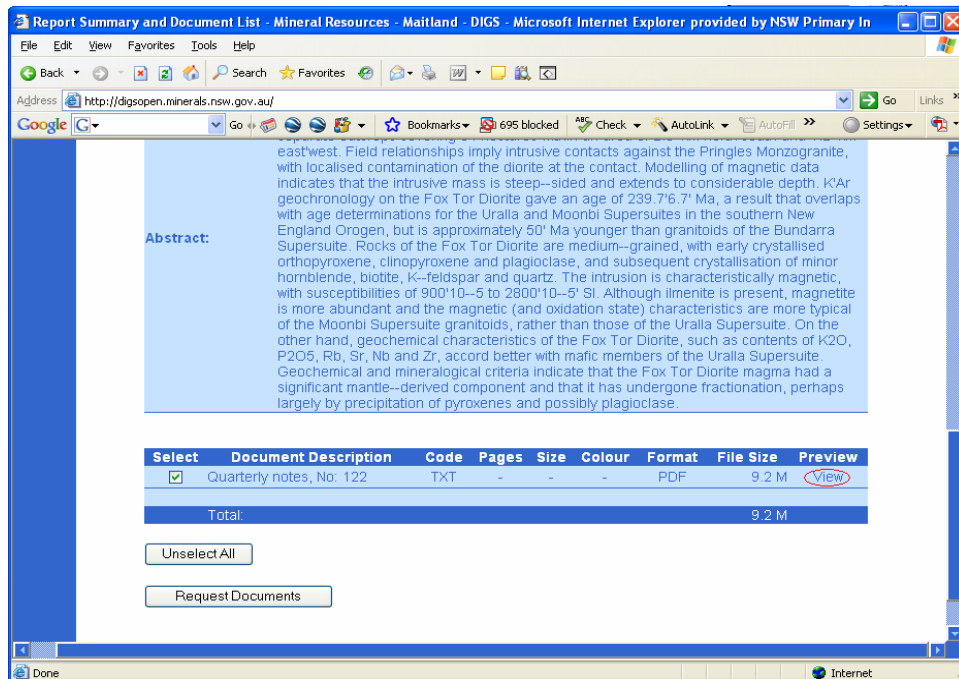 Report Summary and Document List - Mineral Resources - Maitland - DIGS - Microsoft Internet Explorer provided by NSW Primary In
File Edit View Favorites Tools Help
Back Search Favorites
Address http://digsopen.minerals.nsw.gov.au/ Go Links »
Google G Go Bookmarks 695 blocked ABC Check AutoLink AutoFill » Settings
east'west. Field relationships imply intrusive contacts against the Pringles Monzogranite,
with localised contamination of the diorite at the contact. Modelling of magnetic data
indicates that the intrusive mass is steep--sided and extends to considerable depth. K'Ar
geochronology on the Fox Tor Diorite gave an age of 239.7'6.7' Ma, a result that overlaps
with age determinations for the Uralla and Moonbi Supersuites in the southern New
England Orogen, but is approximately 50' Ma younger than granitoids of the Bundarra
Abstract:
Supersuite. Rocks of the Fox Tor Diorite are medium--grained, with early crystallised
orthopyroxene, clinopyroxene and plagioclase, and subsequent crystallisation of minor
hornblende, biotite, K--feldspar and quartz. The intrusion is characteristically magnetic,
with susceptibilities of 900'10--5 to 2800'10--5' SI. Although ilmenite is present, magnetite
is more abundant and the magnetic (and oxidation state) characteristics are more typical
of the Moonbi Supersuite granitoids, rather than those of the Uralla Supersuite. On the
other hand, geochemical characteristics of the Fox Tor Diorite, such as contents of K2O,
P2O5, Rb, Sr, Nb and Zr, accord better with mafic members of the Uralla Supersuite.
Geochemical and mineralogical criteria indicate that the Fox Tor Diorite magma had a
significant mantle--derived component and that it has undergone fractionation, perhaps
largely by precipitation of pyroxenes and possibly plagioclase.
Select Document Description Code Pages Size Colour Format File Size Preview
Quarterly notes, No: 122 TXT - - - PDF 9.2 M View
Total: 9.2 M
Unselect All
Request Documents
Done Internet